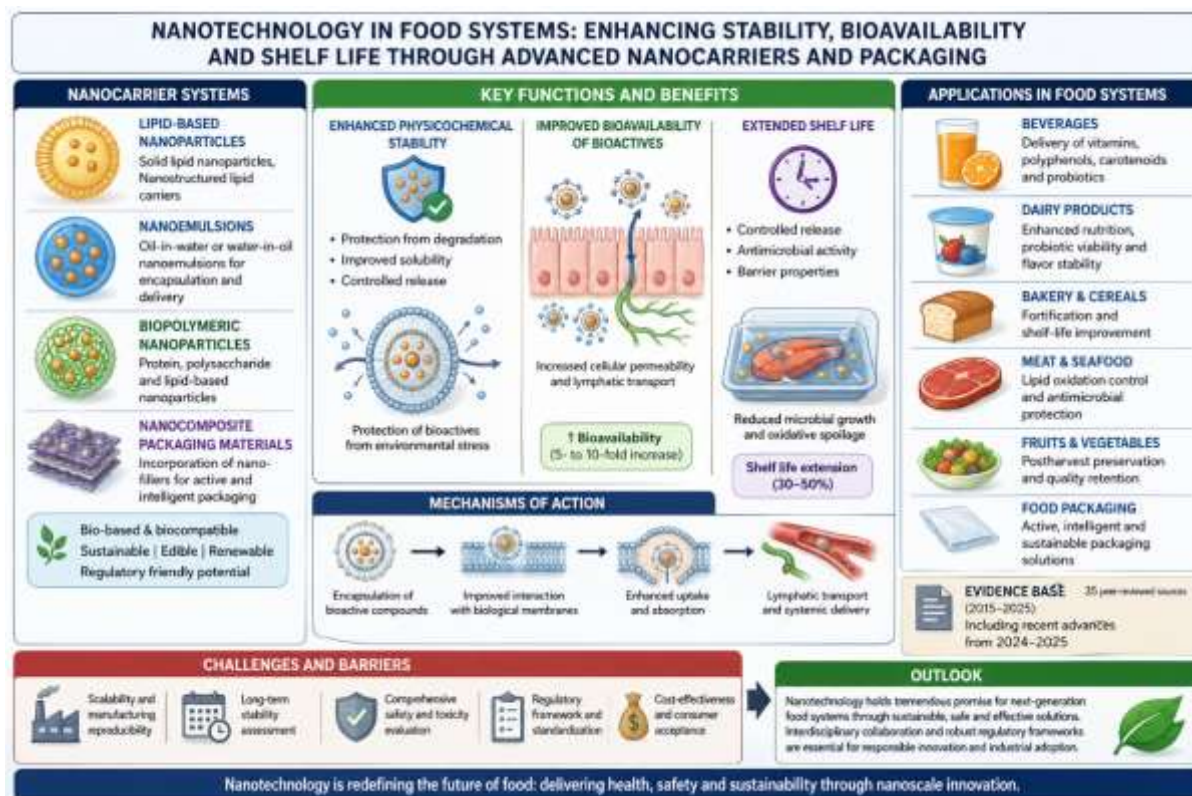 NANOTECHNOLOGY IN FOOD SYSTEMS: ENHANCING STABILITY, BIOAVAILABILITY
AND SHELF LIFE THROUGH ADVANCED NANOCARRIERS AND PACKAGING
NANOCARRIER SYSTEMS
LIPID-BASED
NANOPARTICLES
Solid lipid nanoparticles,
Nanostructured lipid
carriers
NANOEMULSIONS
Oil-in-water or water-in-oil
nanoemulsions for
encapsulation and
delivery
BIOPOLYMERIC
NANOPARTICLES
Protein, polysaccharide
and lipid-based
nanoparticles
NANOCOMPOSITE
PACKAGING MATERIALS
Incorporation of nano-
fillers for active and
intelligent packaging
Bio-based & biocompatible
Sustainable | Edible | Renewable
Regulatory friendly potential
KEY FUNCTIONS AND BENEFITS
ENHANCED PHYSICOCHEMICAL
STABILITY
• Protection from degradation
• Improved solubility
• Controlled release
Protection of bioactives
from environmental stress
IMPROVED BIOAVAILABILITY
OF BIOACTIVES
Increased cellular permeability
and lymphatic transport
↑ Bioavailability
(5- to 10-fold increase)
EXTENDED SHELF LIFE
• Controlled release
• Antimicrobial activity
• Barrier properties
Reduced microbial growth
and oxidative spoilage
Shelf life extension
(30–50%)
MECHANISMS OF ACTION
Encapsulation of
bioactive compounds
Improved interaction
with biological membranes
Enhanced uptake
and absorption
Lymphatic transport
and systemic delivery
APPLICATIONS IN FOOD SYSTEMS
BEVERAGES
Delivery of vitamins,
polyphenols, carotenoids
and probiotics
DAIRY PRODUCTS
Enhanced nutrition,
probiotic viability and
flavor stability
BAKERY & CEREALS
Fortification and
shelf-life improvement
MEAT & SEAFOOD
Lipid oxidation control
and antimicrobial
protection
FRUITS & VEGETABLES
Postharvest preservation
and quality retention
FOOD PACKAGING
Active, intelligent and
sustainable packaging
solutions
EVIDENCE BASE 35 peer-reviewed sources
(2015–2025)
Including recent advances
from 2024–2025
CHALLENGES AND BARRIERS
Scalability and
manufacturing
reproducibility
Long-term
stability
assessment
Comprehensive
safety and toxicity
evaluation
Regulatory
framework and
standardization
Cost-effectiveness
and consumer
acceptance
OUTLOOK
Nanotechnology holds tremendous promise for next-generation
food systems through sustainable, safe and effective solutions.
Interdisciplinary collaboration and robust regulatory frameworks
are essential for responsible innovation and industrial adoption.
Nanotechnology is redefining the future of food: delivering health, safety and sustainability through nanoscale innovation.